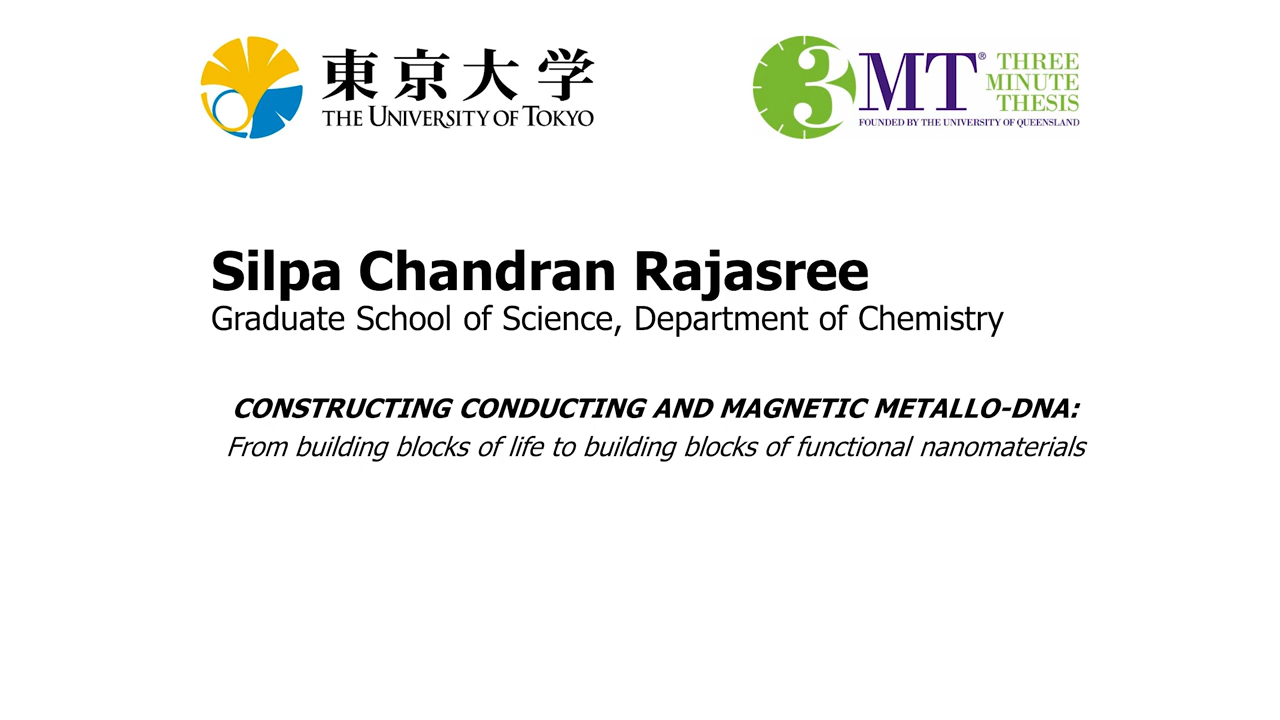 東京大学
THE UNIVERSITY OF TOKYO
3MT® THREE MINUTE THESIS
FOUNDED BY THE UNIVERSITY OF QUEENSLAND
Silpa Chandran Rajasree
Graduate School of Science, Department of Chemistry
CONSTRUCTING CONDUCTING AND MAGNETIC METALLO-DNA:
From building blocks of life to building blocks of functional nanomaterials